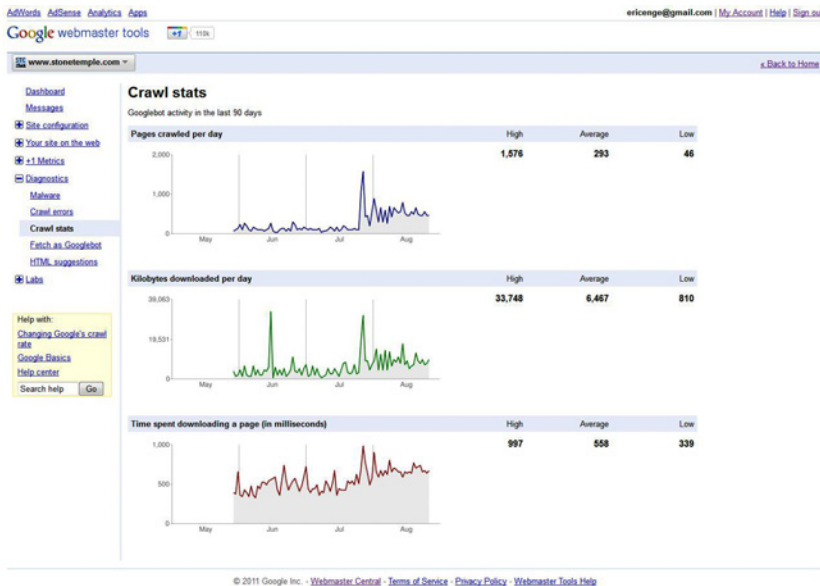 AdWords AdSense Analytics Apps
ericenge@gmail.com | My Account | Help | Sign ou
Google webmaster tools +1 110k
www.stonetemple.com
« Back to Home
Dashboard
Messages
Site configuration
Your site on the web
+1 Metrics
Diagnostics
Malware
Crawl errors
Crawl stats
Fetch as Googlebot
HTML suggestions
Labs
Help with:
Changing Google's crawl
rate
Google Basics
Help center
Search help Go
Crawl stats
Googlebot activity in the last 90 days
Pages crawled per day High Average Low
1,576 293 46
2,000
1,000
0
May Jun Jul Aug
Kilobytes downloaded per day High Average Low
33,748 6,467 810
39,063
19,531
0
May Jun Jul Aug
Time spent downloading a page (in milliseconds) High Average Low
997 558 339
1,000
500
0
May Jun Jul Aug
© 2011 Google Inc. - Webmaster Central - Terms of Service - Privacy Policy - Webmaster Tools Help